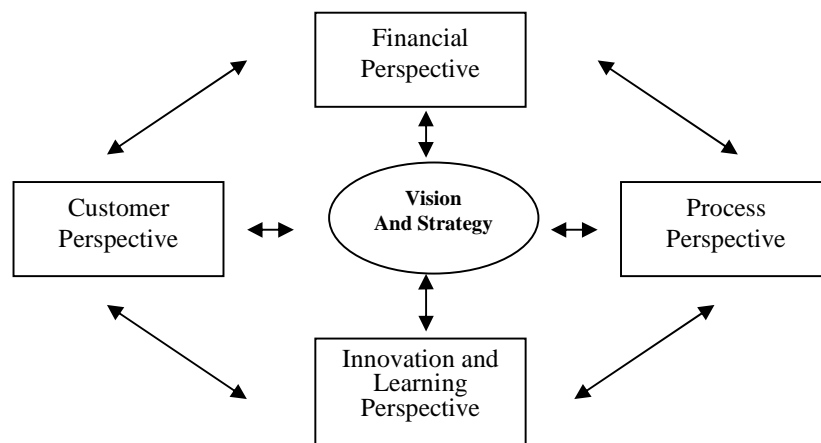 Financial
Perspective
Customer
Perspective
Vision
And Strategy
Process
Perspective
Innovation and
Learning
Perspective